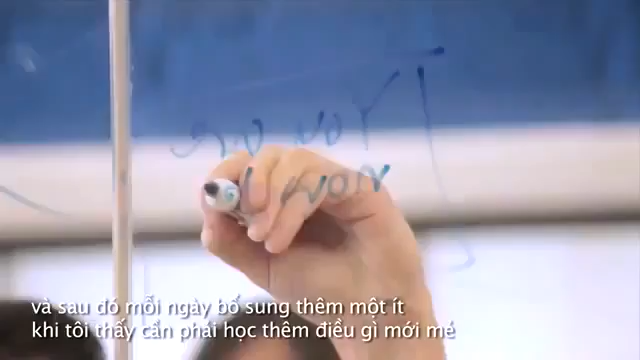 và sau đó mỗi ngày bổ sung thêm một ít
khi tôi thấy cần phải học thêm điều gì mới mẻ